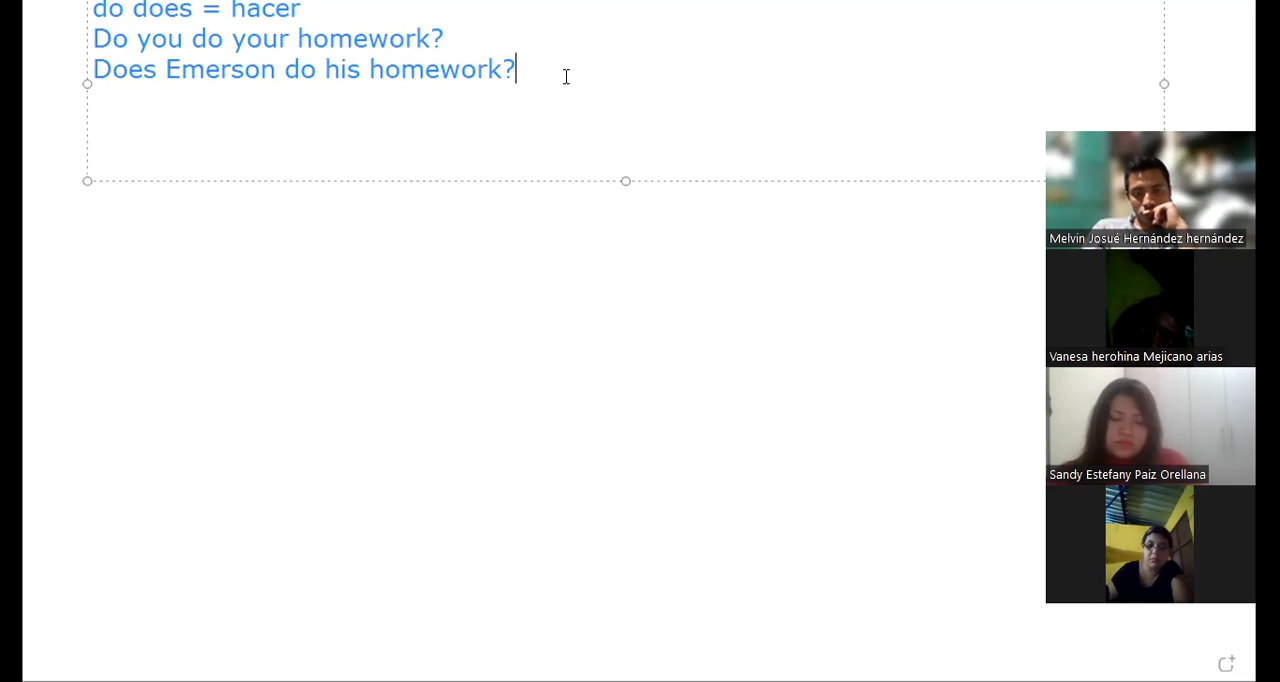 do does = hacer
Do you do your homework?
Does Emerson do his homework?
Melvin Josué Hernández hernández
Vanesa herohina Mejicano arias
Sandy Estefany Paiz Orellana